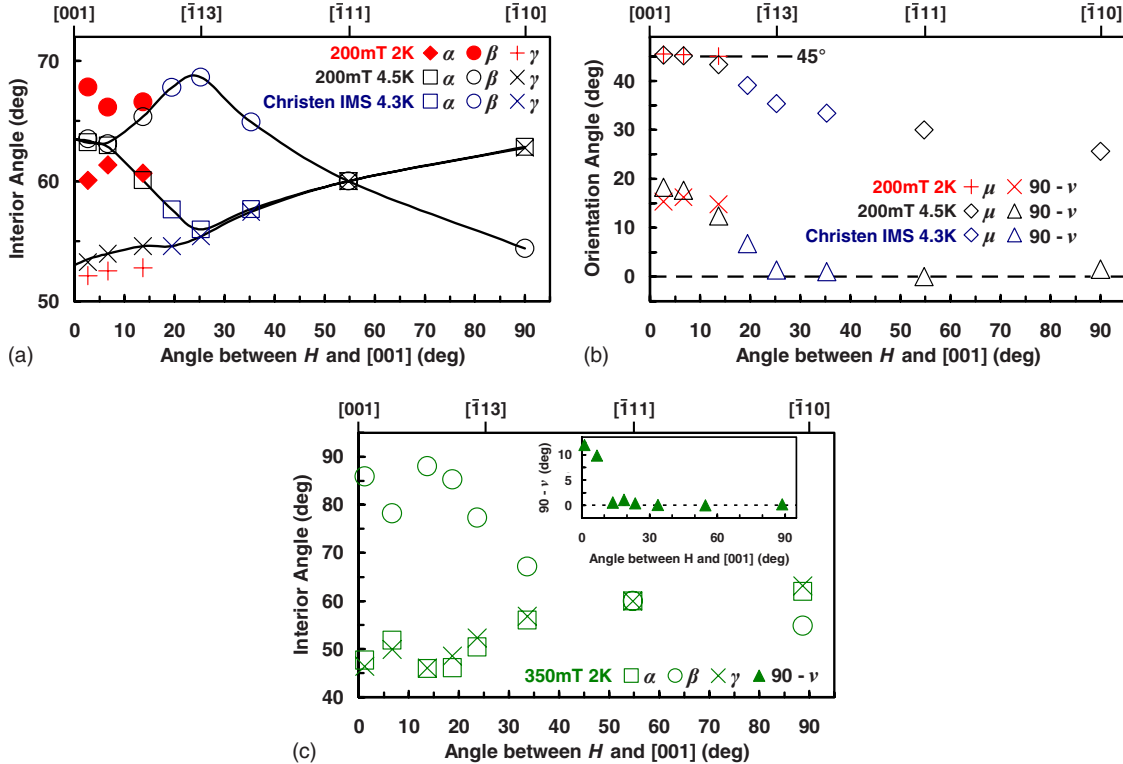 [001] [1̄13] [1̄11] [1̄10]
200mT 2K α β γ
200mT 4.5K α β γ
Christen IMS 4.3K α β γ
Interior Angle (deg)
70
60
50
0 10 20 30 40 50 60 70 80 90
Angle between H and [001] (deg)
(a)
[001] [1̄13] [1̄11] [1̄10]
45°
200mT 2K μ 90 - ν
200mT 4.5K μ 90 - ν
Christen IMS 4.3K μ 90 - ν
Orientation Angle (deg)
40
30
20
10
0
0 10 20 30 40 50 60 70 80 90
Angle between H and [001] (deg)
(b)
[001] [1̄13] [1̄11] [1̄10]
Interior Angle (deg)
90
80
70
60
50
40
90 - ν (deg)
10
5
0
0 30 60 90
Angle between H and [001] (deg)
350mT 2K α β γ 90 - ν
0 10 20 30 40 50 60 70 80 90
Angle between H and [001] (deg)
(c)